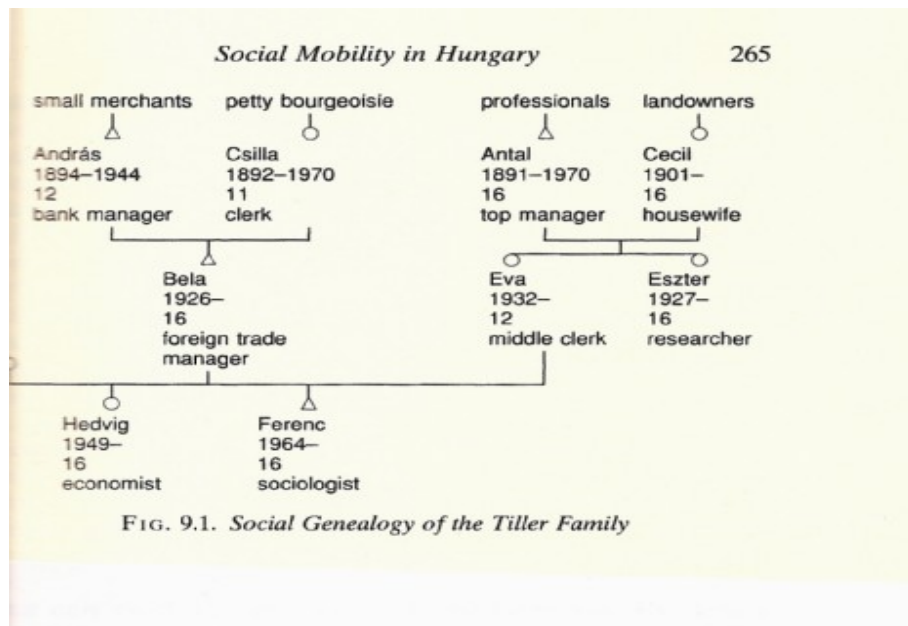 Social Mobility in Hungary 265
small merchants petty bourgeoisie professionals landowners
András Csilla Antal Cecil
1894–1944 1892–1970 1891–1970 1901–
12 11 16 16
bank manager clerk top manager housewife
Bela Eva Eszter
1926– 1932– 1927–
16 12 16
foreign trade middle clerk researcher
manager
Hedvig Ferenc
1949– 1964–
16 16
economist sociologist
FIG. 9.1. Social Genealogy of the Tiller Family